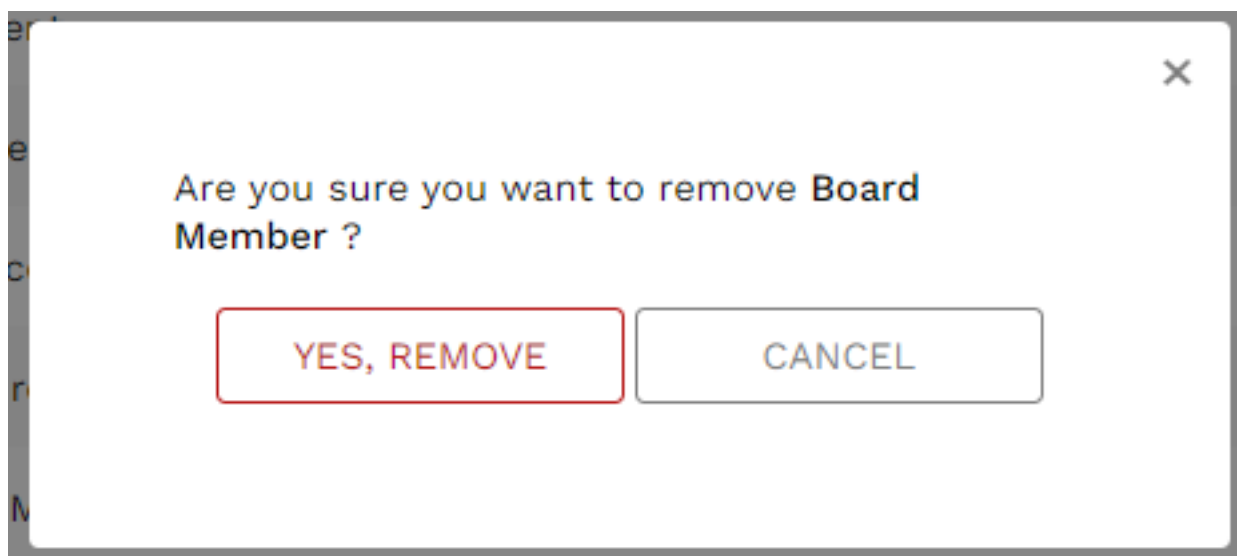 ×
Are you sure you want to remove Board
Member ?
YES, REMOVE
CANCEL